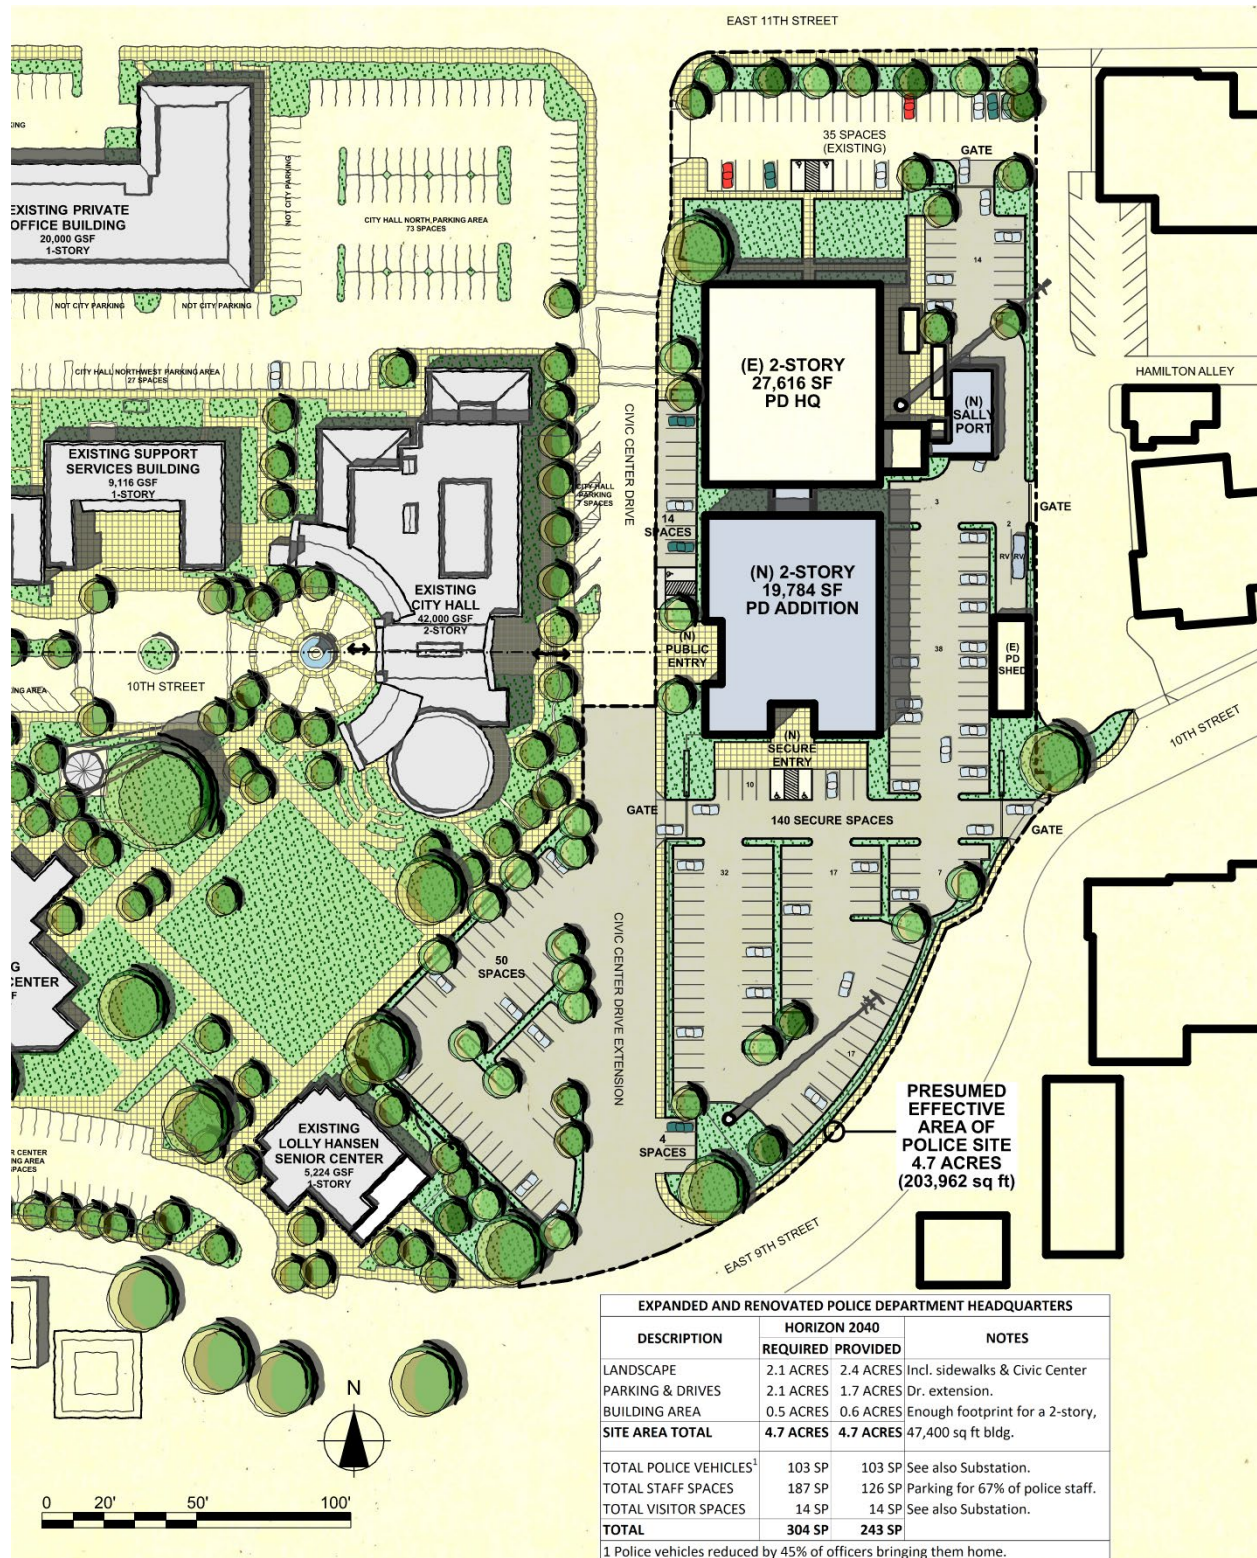 EAST 11TH STREET
PARKING
NOT CITY PARKING
35 SPACES
(EXISTING)
GATE
EXISTING PRIVATE
OFFICE BUILDING
20,000 GSF
1-STORY
CITY HALL NORTH PARKING AREA
73 SPACES
14
NOT CITY PARKING
NOT CITY PARKING
(E) 2-STORY
27,616 SF
PD HQ
CITY HALL NORTHWEST PARKING AREA
27 SPACES
HAMILTON ALLEY
(N)
SALLY
PORT
CIVIC CENTER DRIVE
EXISTING SUPPORT
SERVICES BUILDING
9,116 GSF
1-STORY
CITY HALL
PARKING
7 SPACES
14
SPACES
3
GATE
2
RV RV
(N) 2-STORY
19,784 SF
PD ADDITION
EXISTING
CITY HALL
42,000 GSF
2-STORY
(N)
PUBLIC
ENTRY
38
(E)
PD
SHED
10TH STREET
PARKING AREA
10TH STREET
(N)
SECURE
ENTRY
10
GATE
140 SECURE SPACES
GATE
32
17
7
CENTER
50
SPACES
CIVIC CENTER DRIVE EXTENSION
17
PRESUMED
EFFECTIVE
AREA OF
POLICE SITE
4.7 ACRES
(203,962 sq ft)
EXISTING
LOLLY HANSEN
SENIOR CENTER
5,224 GSF
1-STORY
4
SPACES
EAST 9TH STREET
N
0 20' 50' 100'
EXPANDED AND RENOVATED POLICE DEPARTMENT HEADQUARTERS
DESCRIPTION HORIZON 2040 NOTES
REQUIRED PROVIDED
LANDSCAPE 2.1 ACRES 2.4 ACRES Incl. sidewalks & Civic Center
PARKING & DRIVES 2.1 ACRES 1.7 ACRES Dr. extension.
BUILDING AREA 0.5 ACRES 0.6 ACRES Enough footprint for a 2-story,
SITE AREA TOTAL 4.7 ACRES 4.7 ACRES 47,400 sq ft bldg.
TOTAL POLICE VEHICLES1 103 SP 103 SP See also Substation.
TOTAL STAFF SPACES 187 SP 126 SP Parking for 67% of police staff.
TOTAL VISITOR SPACES 14 SP 14 SP See also Substation.
TOTAL 304 SP 243 SP
1 Police vehicles reduced by 45% of officers bringing them home.